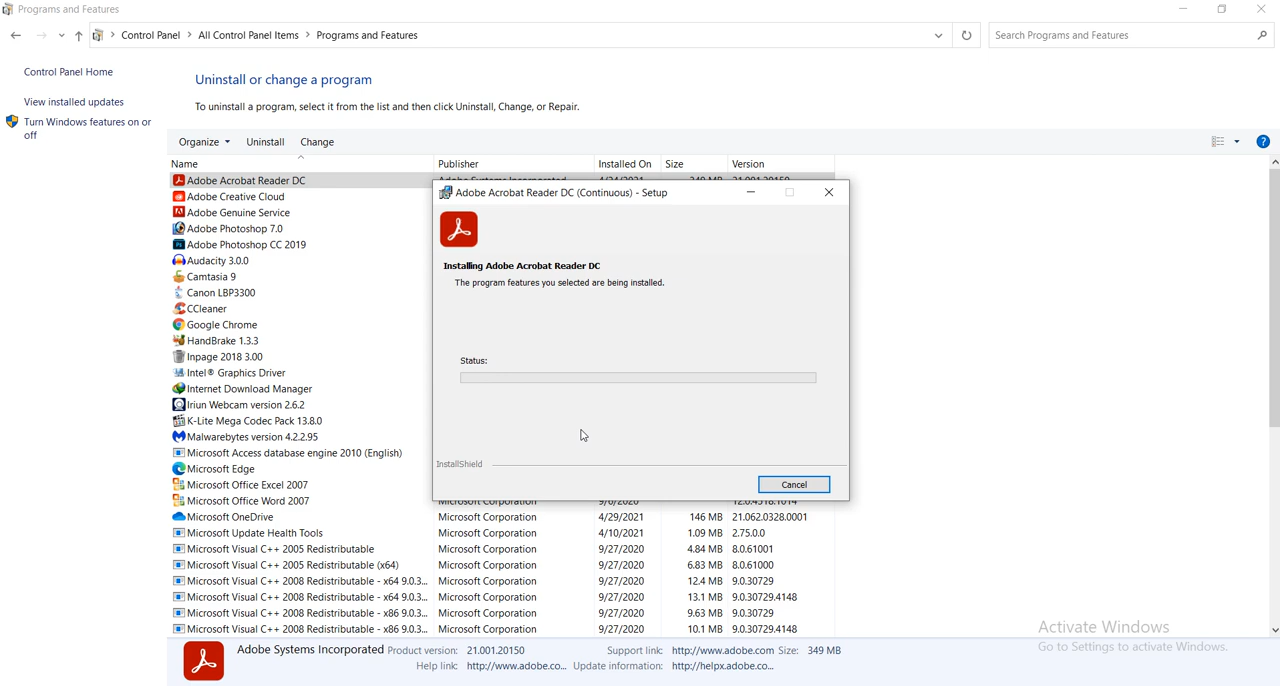 Programs and Features
Control Panel > All Control Panel Items > Programs and Features
Search Programs and Features
Control Panel Home
View installed updates
Turn Windows features on or
off
Uninstall or change a program
To uninstall a program, select it from the list and then click Uninstall, Change, or Repair.
Organize Uninstall Change
Name Publisher Installed On Size Version
Adobe Acrobat Reader DC
Adobe Creative Cloud
Adobe Genuine Service
Adobe Photoshop 7.0
Adobe Photoshop CC 2019
Audacity 3.0.0
Camtasia 9
Canon LBP3300
CCleaner
Google Chrome
HandBrake 1.3.3
Inpage 2018 3.00
Intel® Graphics Driver
Internet Download Manager
Iriun Webcam version 2.6.2
K-Lite Mega Codec Pack 13.8.0
Malwarebytes version 4.2.2.95
Microsoft Access database engine 2010 (English)
Microsoft Edge
Microsoft Office Excel 2007
Microsoft Office Word 2007
Microsoft OneDrive Microsoft Corporation 4/29/2021 146 MB 21.062.0328.0001
Microsoft Update Health Tools Microsoft Corporation 4/10/2021 1.09 MB 2.75.0.0
Microsoft Visual C++ 2005 Redistributable Microsoft Corporation 9/27/2020 4.84 MB 8.0.61001
Microsoft Visual C++ 2005 Redistributable (x64) Microsoft Corporation 9/27/2020 6.83 MB 8.0.61000
Microsoft Visual C++ 2008 Redistributable - x64 9.0.3... Microsoft Corporation 9/27/2020 12.4 MB 9.0.30729
Microsoft Visual C++ 2008 Redistributable - x64 9.0.3... Microsoft Corporation 9/27/2020 13.1 MB 9.0.30729.4148
Microsoft Visual C++ 2008 Redistributable - x86 9.0.3... Microsoft Corporation 9/27/2020 9.63 MB 9.0.30729
Microsoft Visual C++ 2008 Redistributable - x86 9.0.3... Microsoft Corporation 9/27/2020 10.1 MB 9.0.30729.4148
Adobe Acrobat Reader DC (Continuous) - Setup
Installing Adobe Acrobat Reader DC
The program features you selected are being installed.
Status:
InstallShield
Cancel
Adobe Systems Incorporated Product version: 21.001.20150 Support link: http://www.adobe.com Size: 349 MB
Help link: http://www.adobe.co... Update information: http://helpx.adobe.co...
Activate Windows
Go to Settings to activate Windows.